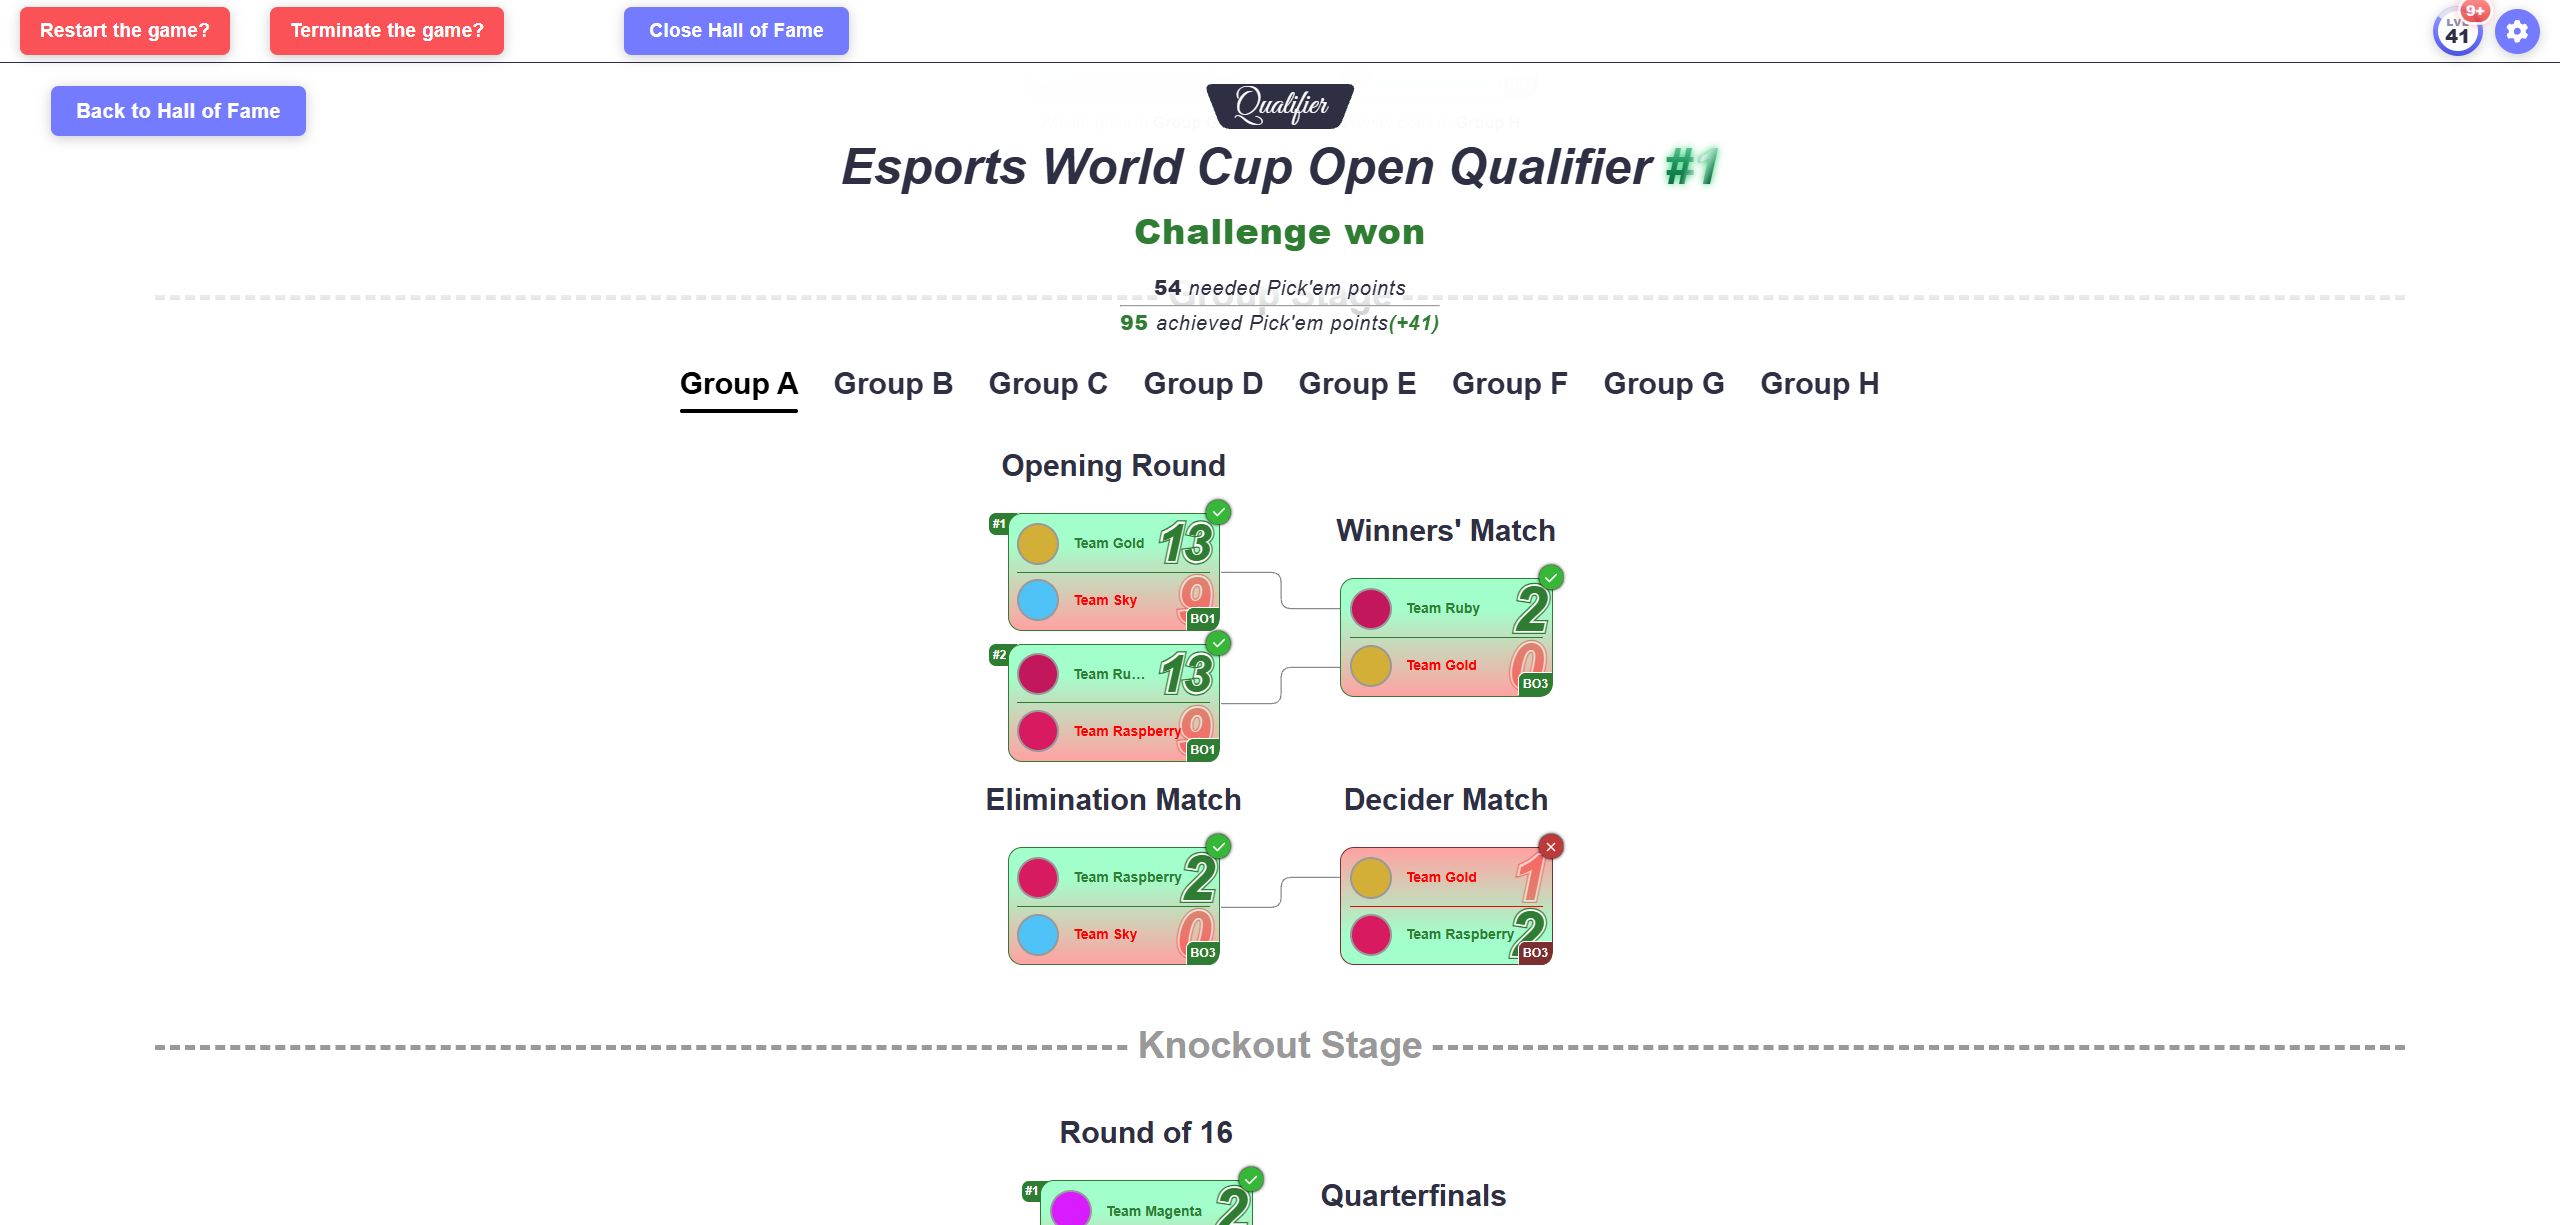 Restart the game?
Terminate the game?
Close Hall of Fame
LVL
41
9+
Back to Hall of Fame
Qualifier
Esports World Cup Open Qualifier #1
Challenge won
Group Stage
54 needed Pick'em points
95 achieved Pick'em points(+41)
Group A
Group B
Group C
Group D
Group E
Group F
Group G
Group H
Opening Round
#1
Team Gold
13
Team Sky
9
BO1
#2
Team Ru...
13
Team Raspberry
9
BO1
Winners' Match
Team Ruby
2
Team Gold
0
BO3
Elimination Match
Team Raspberry
2
Team Sky
0
BO3
Decider Match
Team Gold
1
Team Raspberry
2
BO3
Knockout Stage
Round of 16
#1
Team Magenta
2
Quarterfinals